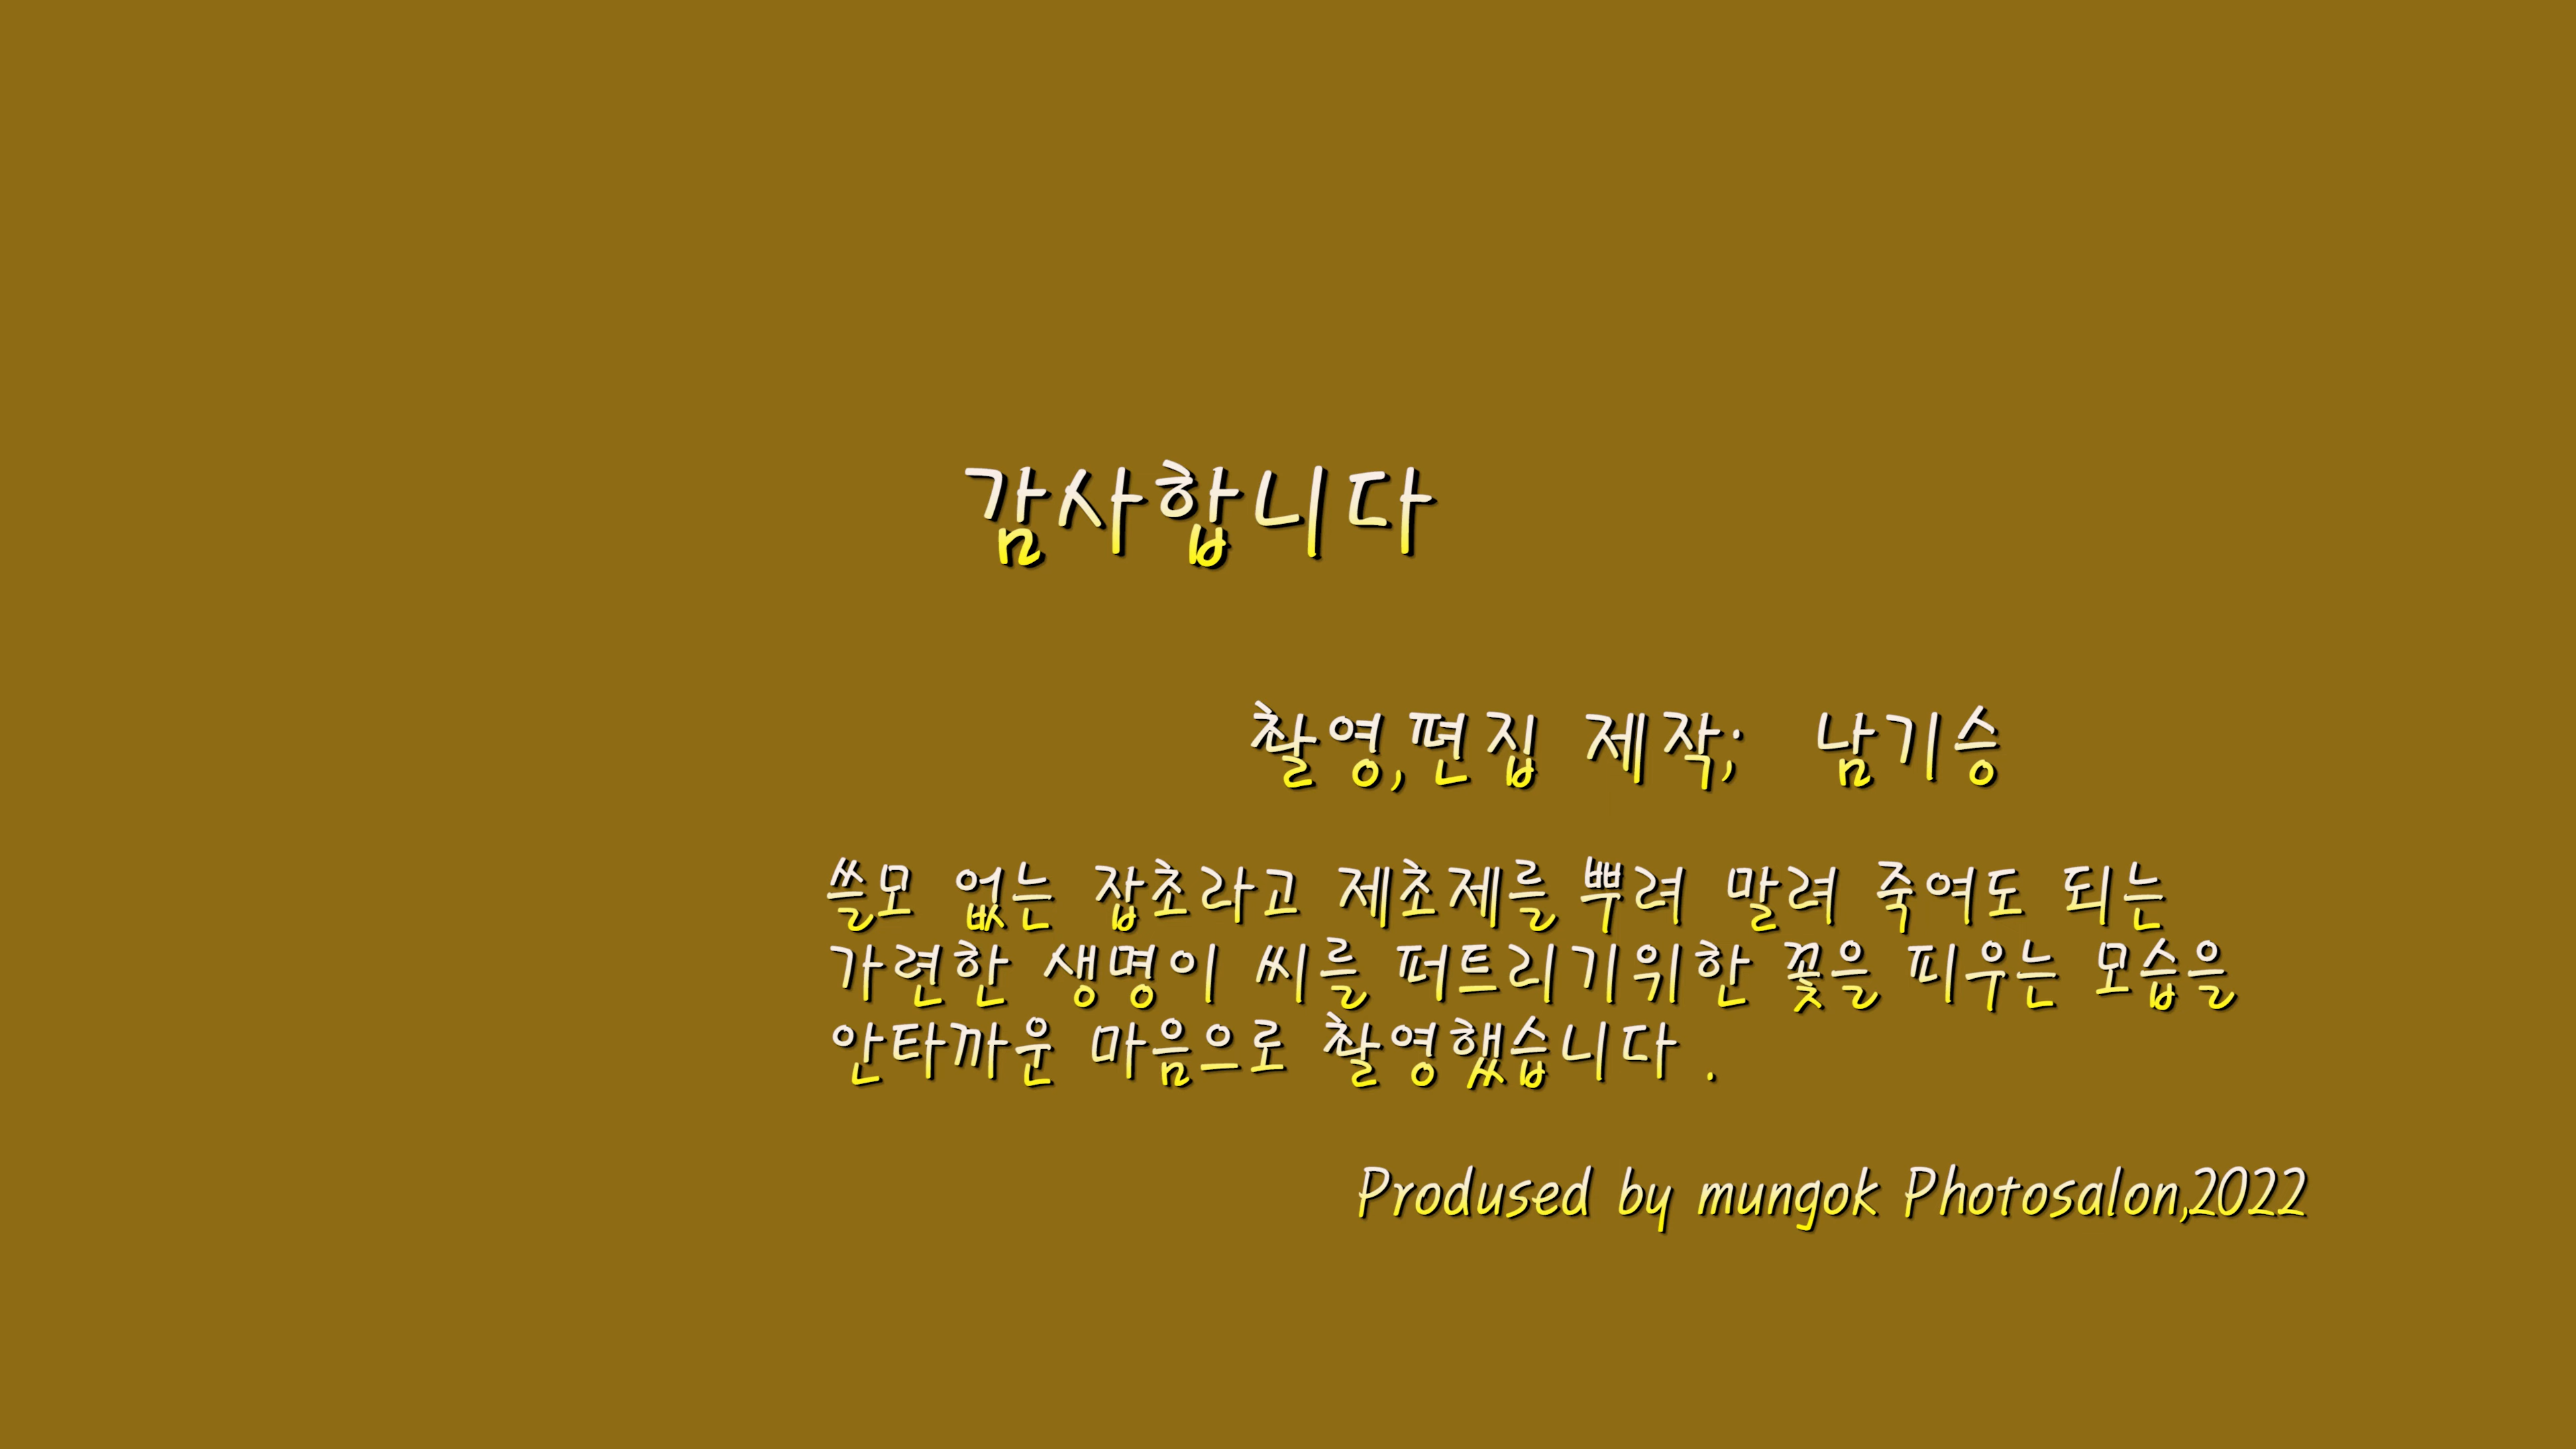 감사합니다
촬영,편집 제작; 남기승
쓸모 없는 잡초라고 제초제를 뿌려 말려 죽여도 되는
가련한 생명이 씨를 퍼트리기위한 꽃을 피우는 모습을
안타까운 마음으로 촬영했습니다 .
Prodused by mungok Photosalon,2022